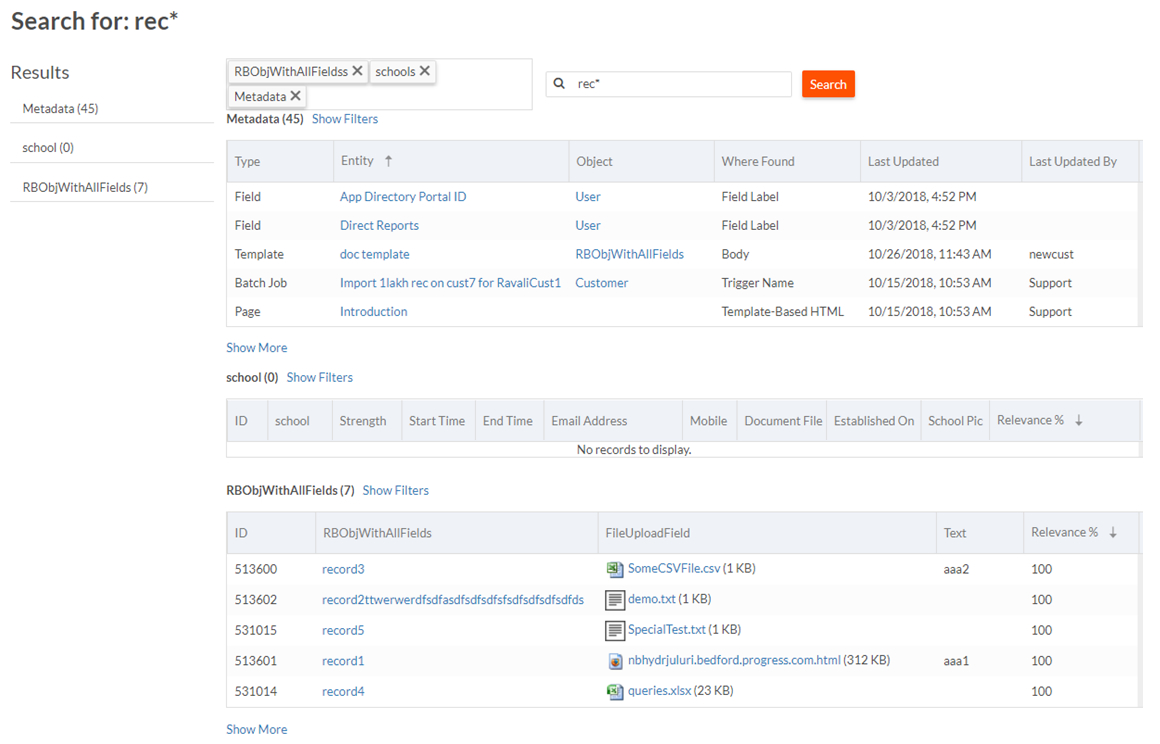 Search for: rec*
Results
Metadata (45)
school (0)
RBObjWithAllFields (7)
RBObjWithAllFieldss ✕ schools ✕
Metadata ✕
rec*
Search
Metadata (45) Show Filters
Type Entity ↑ Object Where Found Last Updated Last Updated By
Field App Directory Portal ID User Field Label 10/3/2018, 4:52 PM
Field Direct Reports User Field Label 10/3/2018, 4:52 PM
Template doc template RBObjWithAllFields Body 10/26/2018, 11:43 AM newcust
Batch Job Import 1lakh rec on cust7 for RavaliCust1 Customer Trigger Name 10/15/2018, 10:53 AM Support
Page Introduction Template-Based HTML 10/15/2018, 10:53 AM Support
Show More
school (0) Show Filters
ID school Strength Start Time End Time Email Address Mobile Document File Established On School Pic Relevance % ↓
No records to display.
RBObjWithAllFields (7) Show Filters
ID RBObjWithAllFields FileUploadField Text Relevance % ↓
513600 record3 SomeCSVFile.csv (1 KB) aaa2 100
513602 record2ttwerwerdfsdfasdfsdfsdfsfsdfsdfsdfsdfds demo.txt (1 KB) 100
531015 record5 SpecialTest.txt (1 KB) 100
513601 record1 nbhydrjuluri.bedford.progress.com.html (312 KB) aaa1 100
531014 record4 queries.xlsx (23 KB) 100
Show More